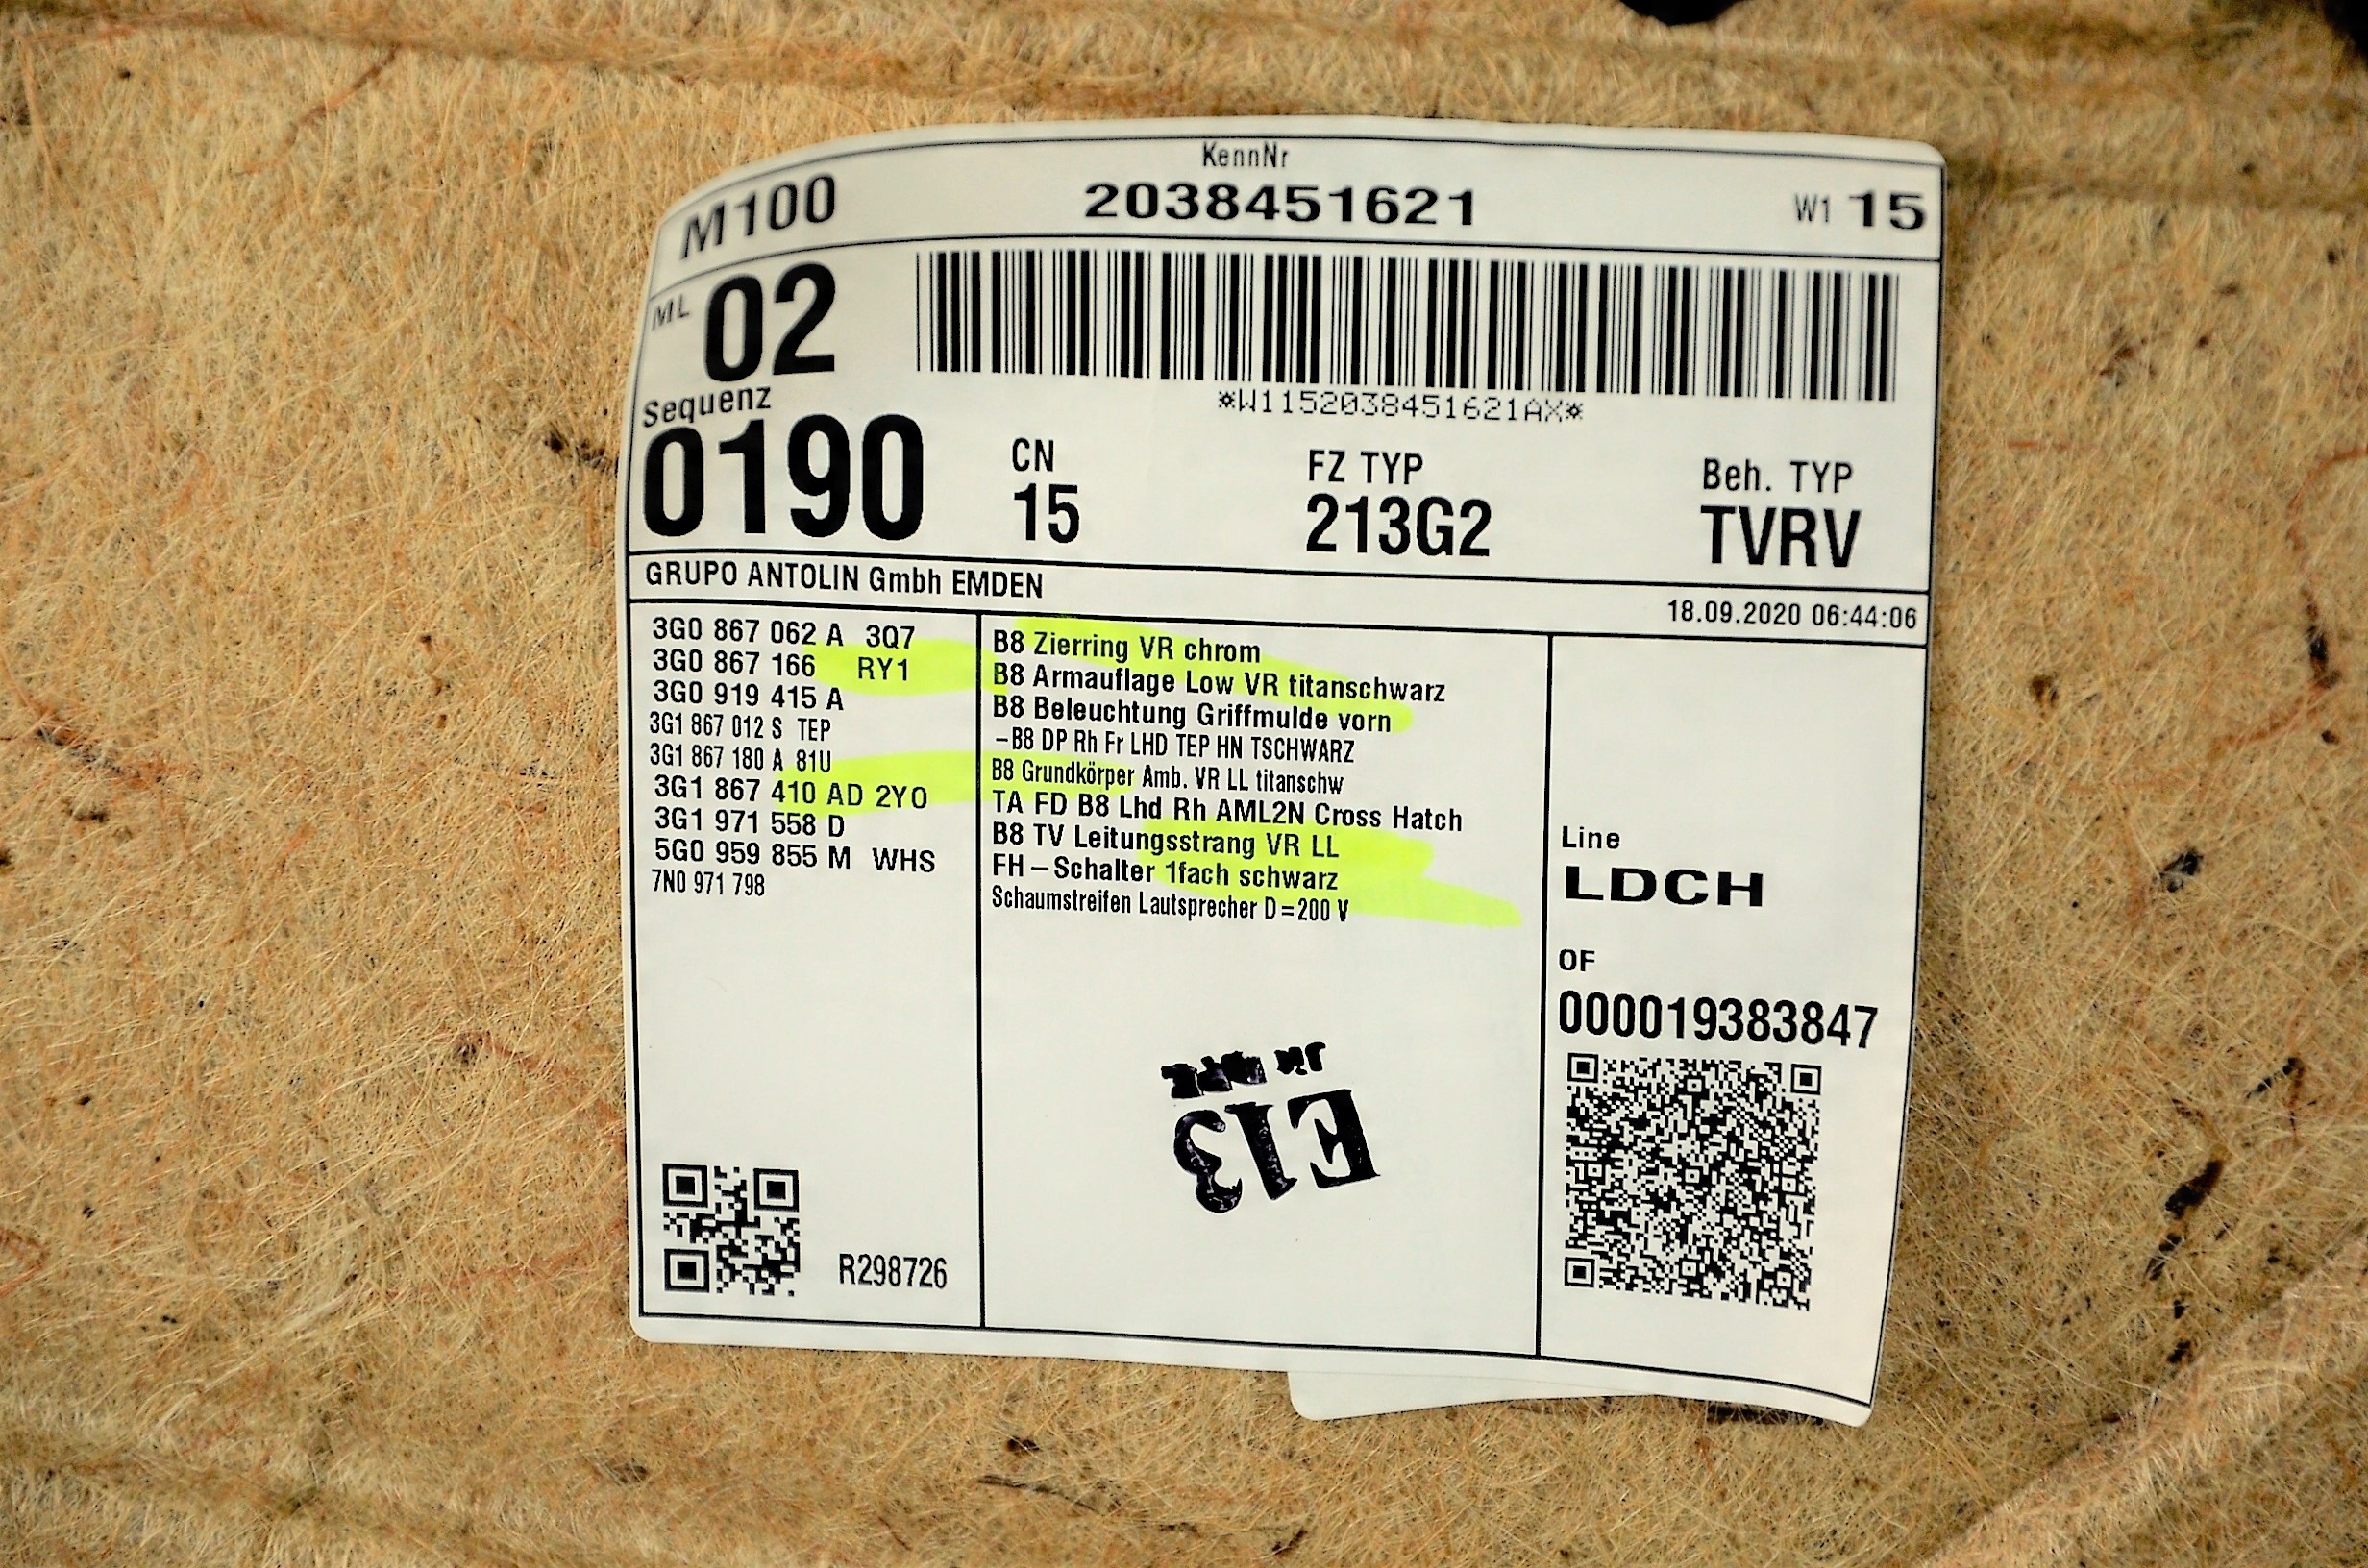 KennNr
M100 2038451621 W1 15
ML 02
*W1152038451621AX*
Sequenz
0190
CN
15
FZ TYP
213G2
Beh. TYP
TVRV
GRUPO ANTOLIN Gmbh EMDEN
18.09.2020 06:44:06
3G0 867 062 A 3Q7
3G0 867 166 RY1
3G0 919 415 A
3G1 867 012 S TEP
3G1 867 180 A 81U
3G1 867 410 AD 2Y0
3G1 971 558 D
5G0 959 855 M WHS
7N0 971 798
R298726
B8 Zierring VR chrom
B8 Armauflage Low VR titanschwarz
B8 Beleuchtung Griffmulde vorn
-B8 DP Rh Fr LHD TEP HN TSCHWARZ
B8 Grundkörper Amb. VR LL titanschw
TA FD B8 Lhd Rh AML2N Cross Hatch
B8 TV Leitungsstrang VR LL
FH-Schalter 1fach schwarz
Schaumstreifen Lautsprecher D=200 V
E13
Line
LDCH
OF
000019383847